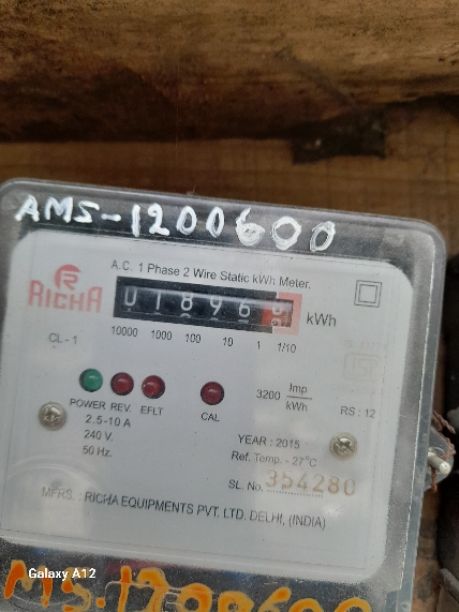 AMS-1200600
A.C. 1 Phase 2 Wire Static kWh Meter.
RICHA
01896 kWh
CL - 1
10000 1000 100 10 1 1/10
POWER REV. EFLT CAL
3200 Imp/kWh
RS : 12
2.5-10 A
240 V.
50 Hz.
YEAR : 2015
Ref. Temp. - 27°C
SL. No. 354280
MFRS. : RICHA EQUIPMENTS PVT. LTD. DELHI, (INDIA)
Galaxy A12